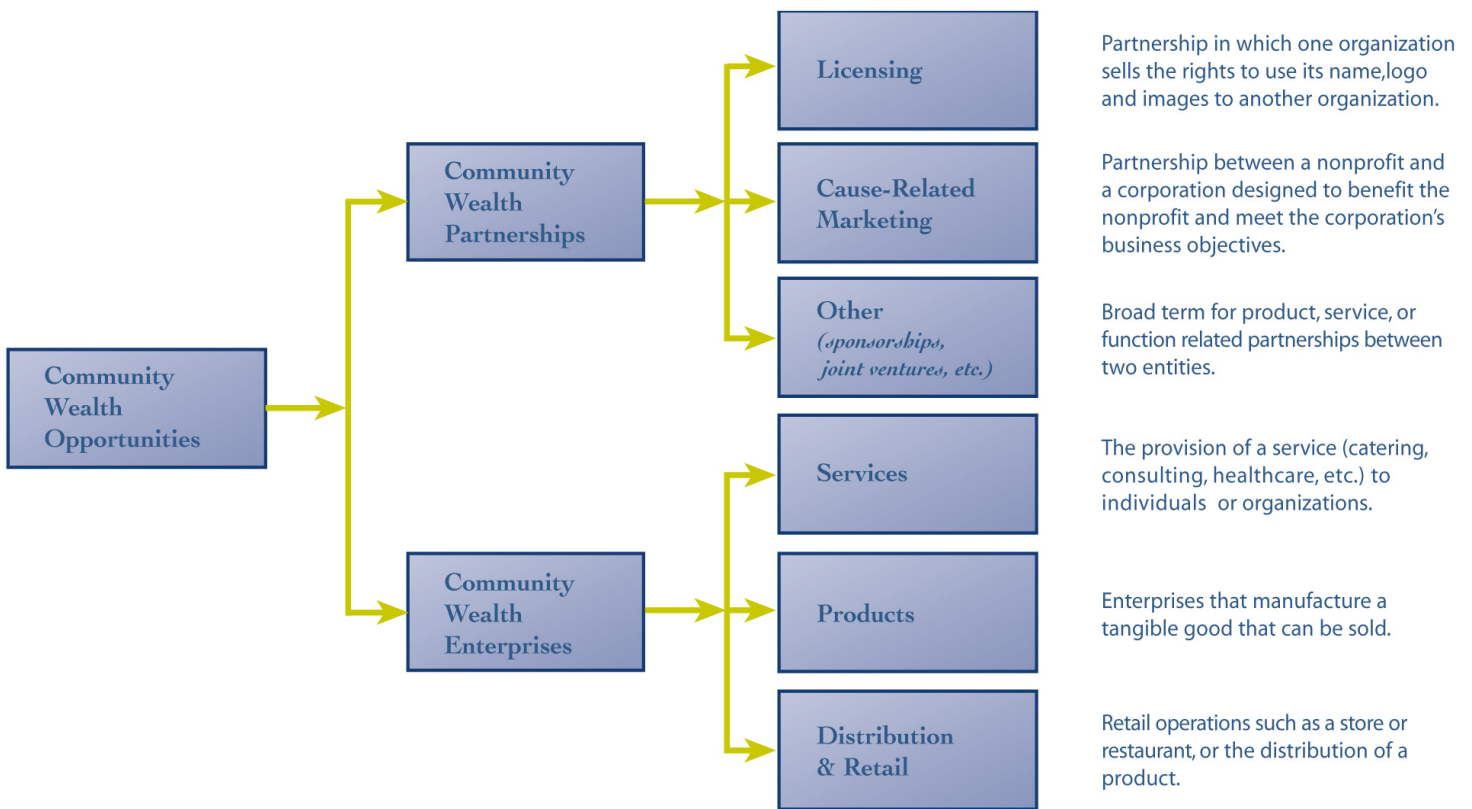 Licensing
Partnership in which one organization
sells the rights to use its name,logo
and images to another organization.
Community
Wealth
Partnerships
Cause-Related
Marketing
Partnership between a nonprofit and
a corporation designed to benefit the
nonprofit and meet the corporation's
business objectives.
Other
(sponsorships,
joint ventures, etc.)
Broad term for product, service, or
function related partnerships between
two entities.
Community
Wealth
Opportunities
Services
The provision of a service (catering,
consulting, healthcare, etc.) to
individuals or organizations.
Community
Wealth
Enterprises
Products
Enterprises that manufacture a
tangible good that can be sold.
Distribution
& Retail
Retail operations such as a store or
restaurant, or the distribution of a
product.